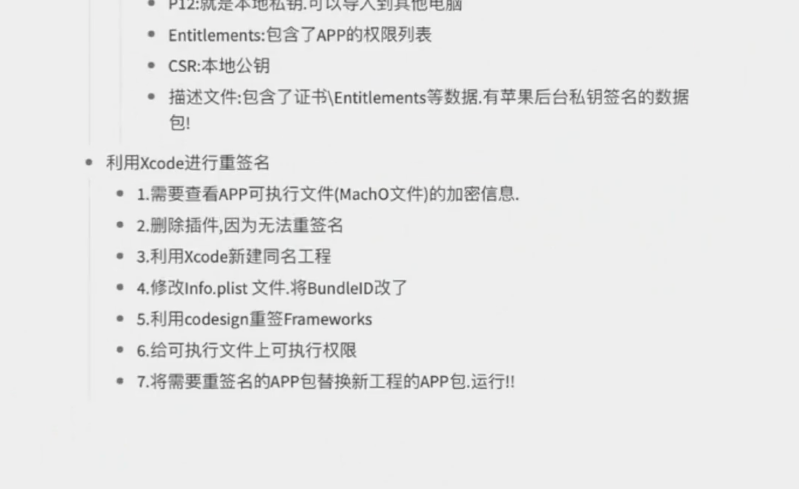 P12:就是本地私钥.可以导入到其他电脑
Entitlements:包含了APP的权限列表
CSR:本地公钥
描述文件:包含了证书\Entitlements等数据.有苹果后台私钥签名的数据
包!
利用Xcode进行重签名
1.需要查看APP可执行文件(MachO文件)的加密信息.
2.删除插件,因为无法重签名
3.利用Xcode新建同名工程
4.修改Info.plist 文件.将BundleID改了
5.利用codesign重签Frameworks
6.给可执行文件上可执行权限
7.将需要重签名的APP包替换新工程的APP包.运行!!